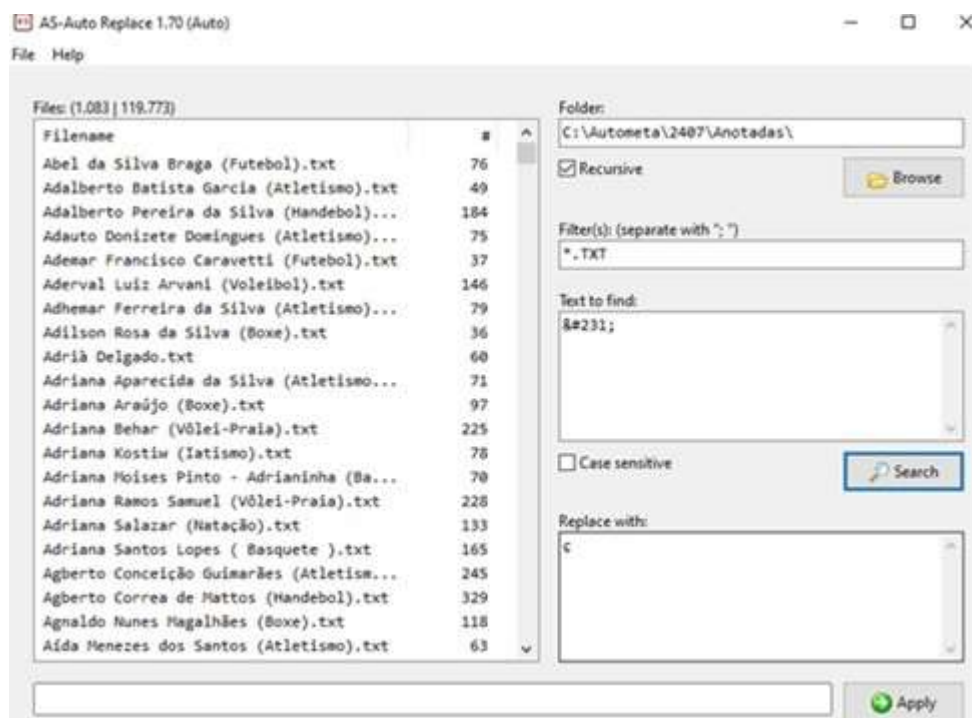 AS-Auto Replace 1.70 (Auto)
File Help
Files: (1.083 | 119.773)
Filename #
Abel da Silva Braga (Futebol).txt 76
Adalberto Batista Garcia (Atletismo).txt 49
Adalberto Pereira da Silva (Handebol)... 184
Adauto Donizete Domingues (Atletismo)... 75
Ademar Francisco Caravetti (Futebol).txt 37
Aderval Luiz Arvani (Voleibol).txt 146
Adhemar Ferreira da Silva (Atletismo)... 79
Adilson Rosa da Silva (Boxe).txt 36
Adrià Delgado.txt 60
Adriana Aparecida da Silva (Atletismo... 71
Adriana Araújo (Boxe).txt 97
Adriana Behar (Vôlei-Praia).txt 225
Adriana Kostiw (Iatismo).txt 78
Adriana Moises Pinto - Adrianinha (Ba... 70
Adriana Ramos Samuel (Vôlei-Praia).txt 228
Adriana Salazar (Natação).txt 133
Adriana Santos Lopes ( Basquete ).txt 165
Agberto Conceição Guimarães (Atletism... 245
Agberto Correa de Mattos (Handebol).txt 329
Agnaldo Nunes Magalhães (Boxe).txt 118
Aída Menezes dos Santos (Atletismo).txt 63
Folder:
C:\Autometa\2407\Anotadas\
Recursive
Browse
Filter(s): (separate with "; ")
*.TXT
Text to find:
&#231;
Case sensitive
Search
Replace with:
ç
Apply